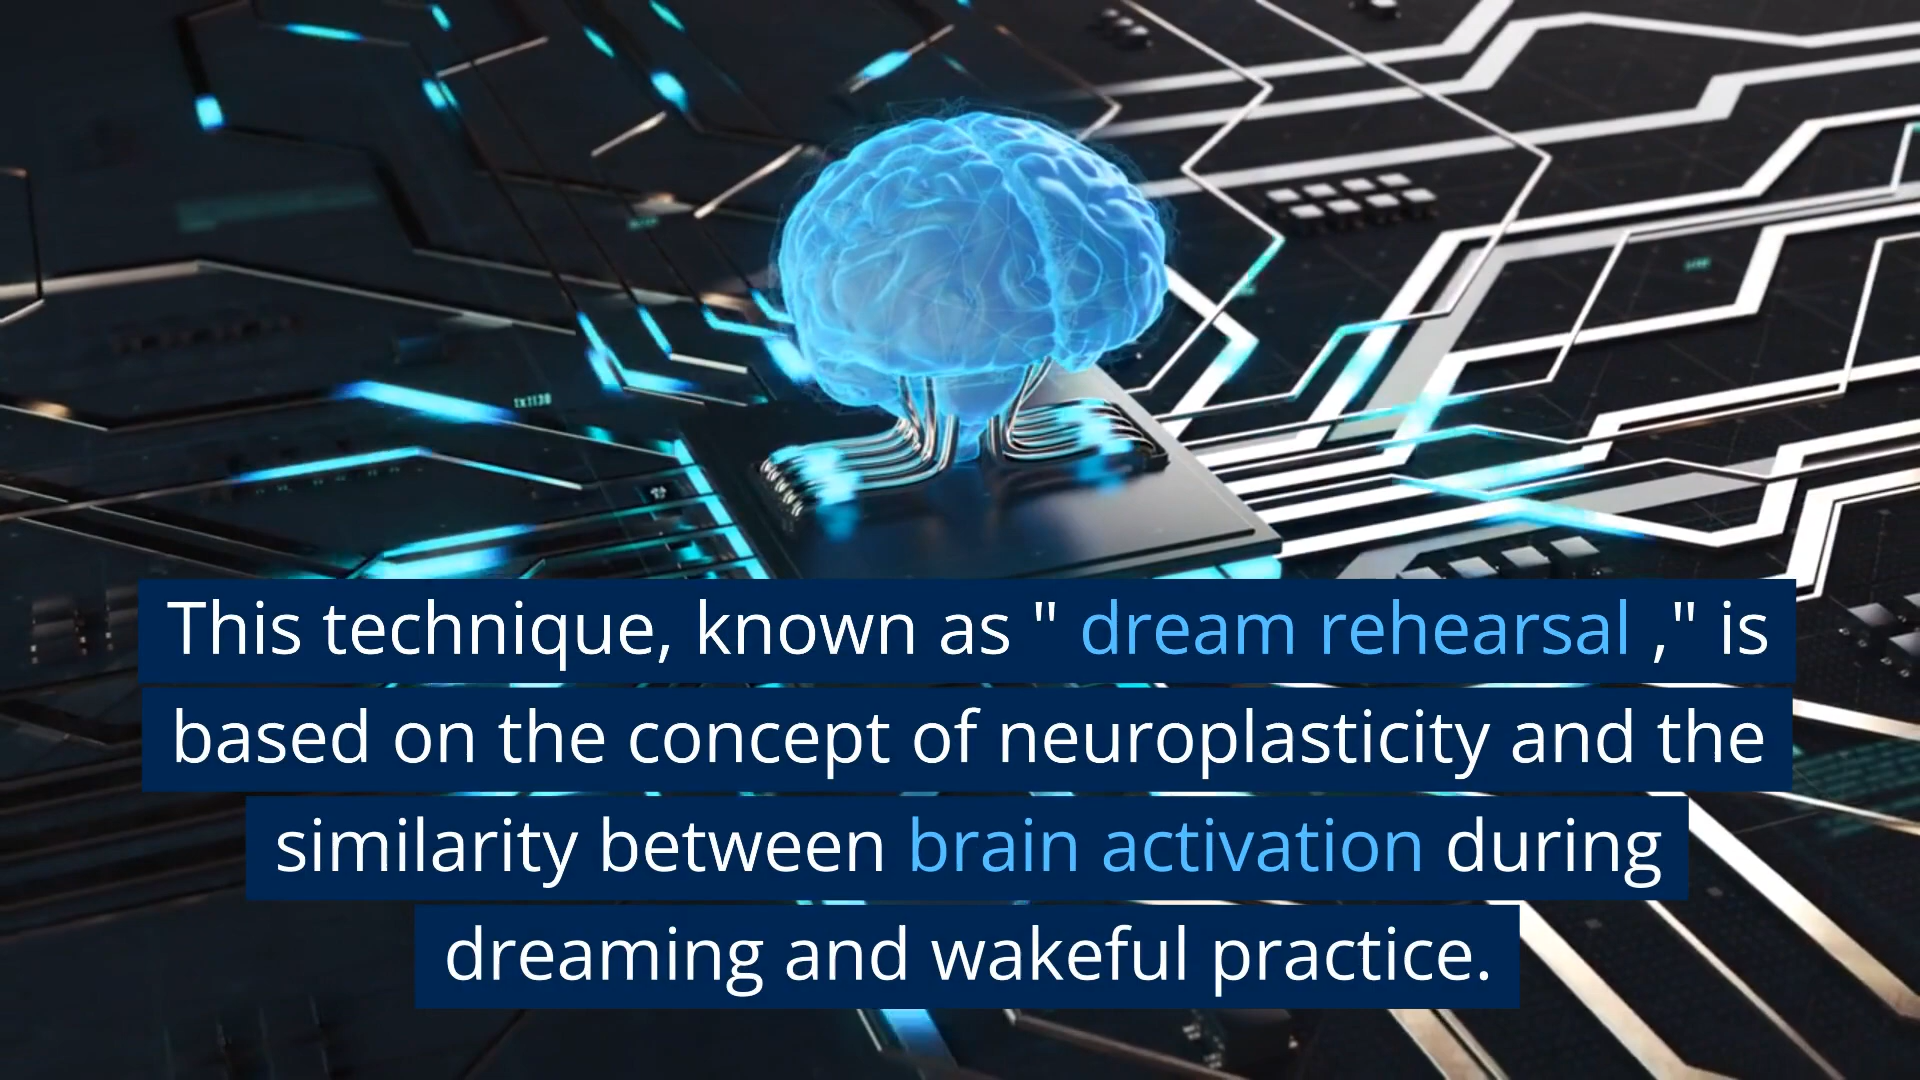 TXT130
This technique, known as " dream rehearsal ," is
based on the concept of neuroplasticity and the
similarity between brain activation during
dreaming and wakeful practice.